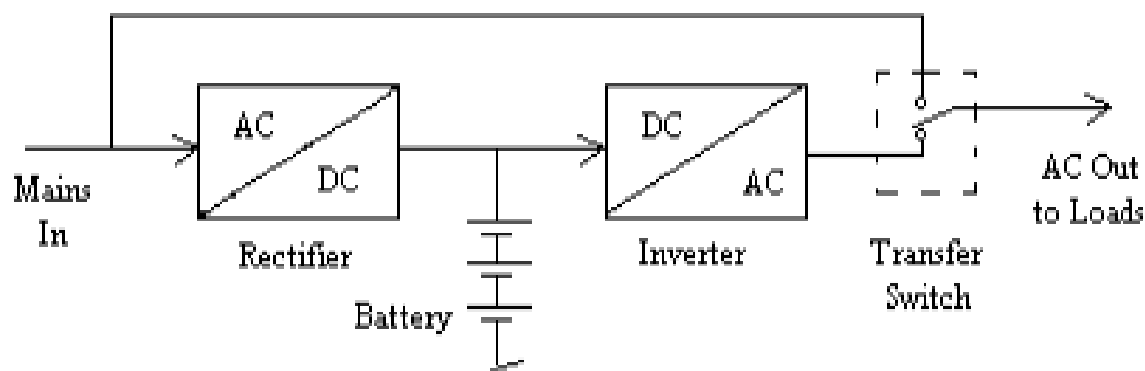 AC
DC
DC
AC
Mains
In
Rectifier
Battery
Inverter
Transfer
Switch
AC Out
to Loads